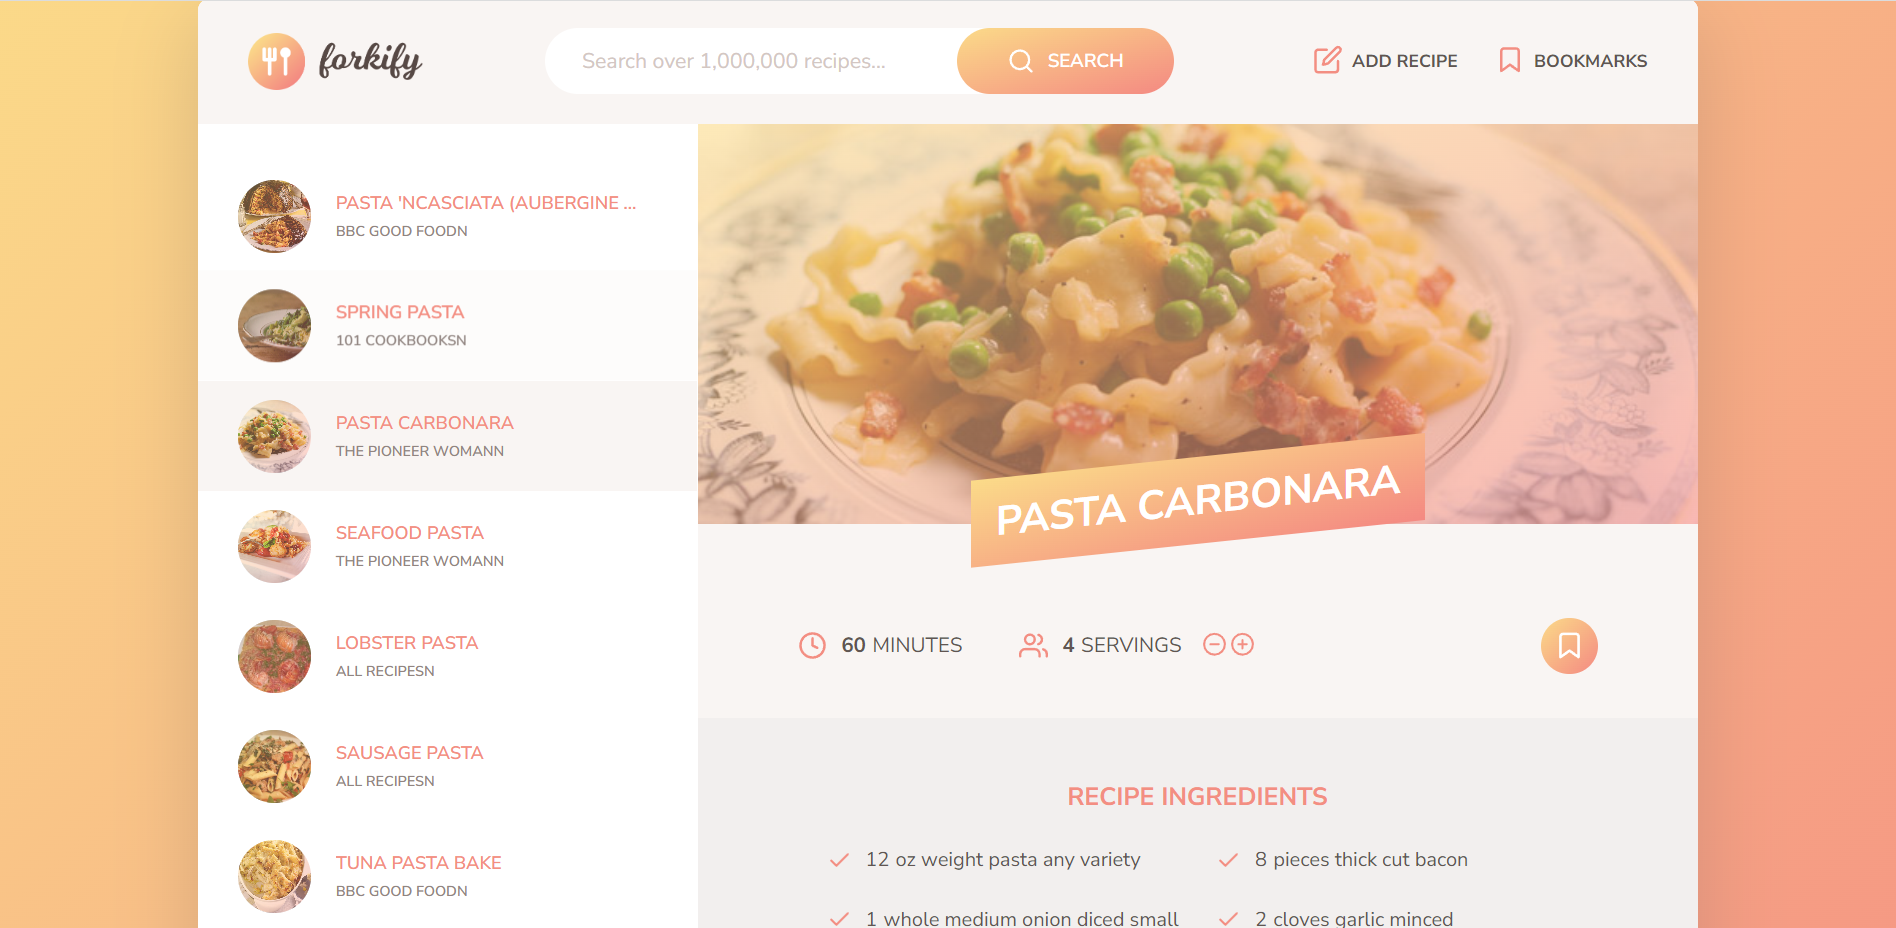 forkify
Search over 1,000,000 recipes...
SEARCH
ADD RECIPE
BOOKMARKS
PASTA 'NCASCIATA (AUBERGINE ...
BBC GOOD FOODN
SPRING PASTA
101 COOKBOOKSN
PASTA CARBONARA
THE PIONEER WOMANN
SEAFOOD PASTA
THE PIONEER WOMANN
LOBSTER PASTA
ALL RECIPESN
SAUSAGE PASTA
ALL RECIPESN
TUNA PASTA BAKE
BBC GOOD FOODN
PASTA CARBONARA
60 MINUTES
4 SERVINGS
RECIPE INGREDIENTS
12 oz weight pasta any variety
8 pieces thick cut bacon
1 whole medium onion diced small
2 cloves garlic minced